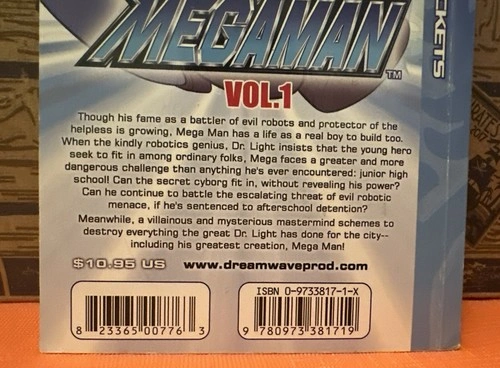 MEGAMAN TM
VOL.1
Though his fame as a battler of evil robots and protector of the
helpless is growing, Mega Man has a life as a real boy to build too.
When the kindly robotics genius, Dr. Light insists that the young hero
seek to fit in among ordinary folks, Mega faces a greater and more
dangerous challenge than anything he's ever encountered: junior high
school! Can the secret cyborg fit in, without revealing his power?
Can he continue to battle the escalating threat of evil robotic
menace, if he's sentenced to afterschool detention?
Meanwhile, a villainous and mysterious mastermind schemes to
destroy everything the great Dr. Light has done for the city--
including his greatest creation, Mega Man!
$10.95 US www.dreamwaveprod.com
ISBN 0-9733817-1-X
8 23365 00776 3
9 780973 381719